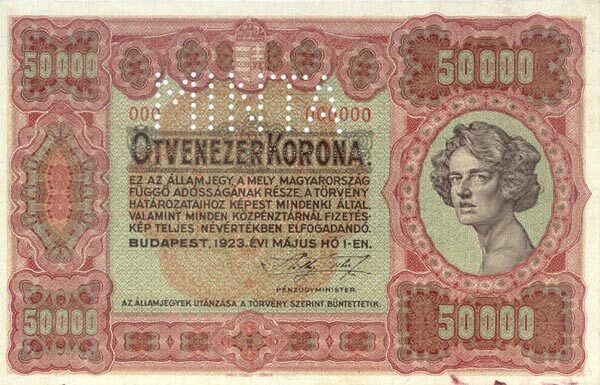 50000 50000
MINTA
000 000000
ÖTVENEZER KORONA.
EZ AZ ÁLLAMJEGY, A MELY MAGYARORSZÁG
FÜGGŐ ADÓSSÁGÁNAK RÉSZE, A TÖRVÉNY
HATÁROZATAIHOZ KÉPEST MINDENKI ÁLTAL
VALAMINT MINDEN KÖZPÉNZTÁRNÁL FIZETÉS-
KÉP TELJES NÉVÉRTÉKBEN ELFOGADANDÓ.
BUDAPEST, 1923. ÉVI MÁJUS HÓ 1-EN.
PÉNZÜGYMINISTER.
AZ ÁLLAMJEGYEK UTÁNZÁSA A TÖRVÉNY SZERINT BÜNTETTETIK.
50000 50000